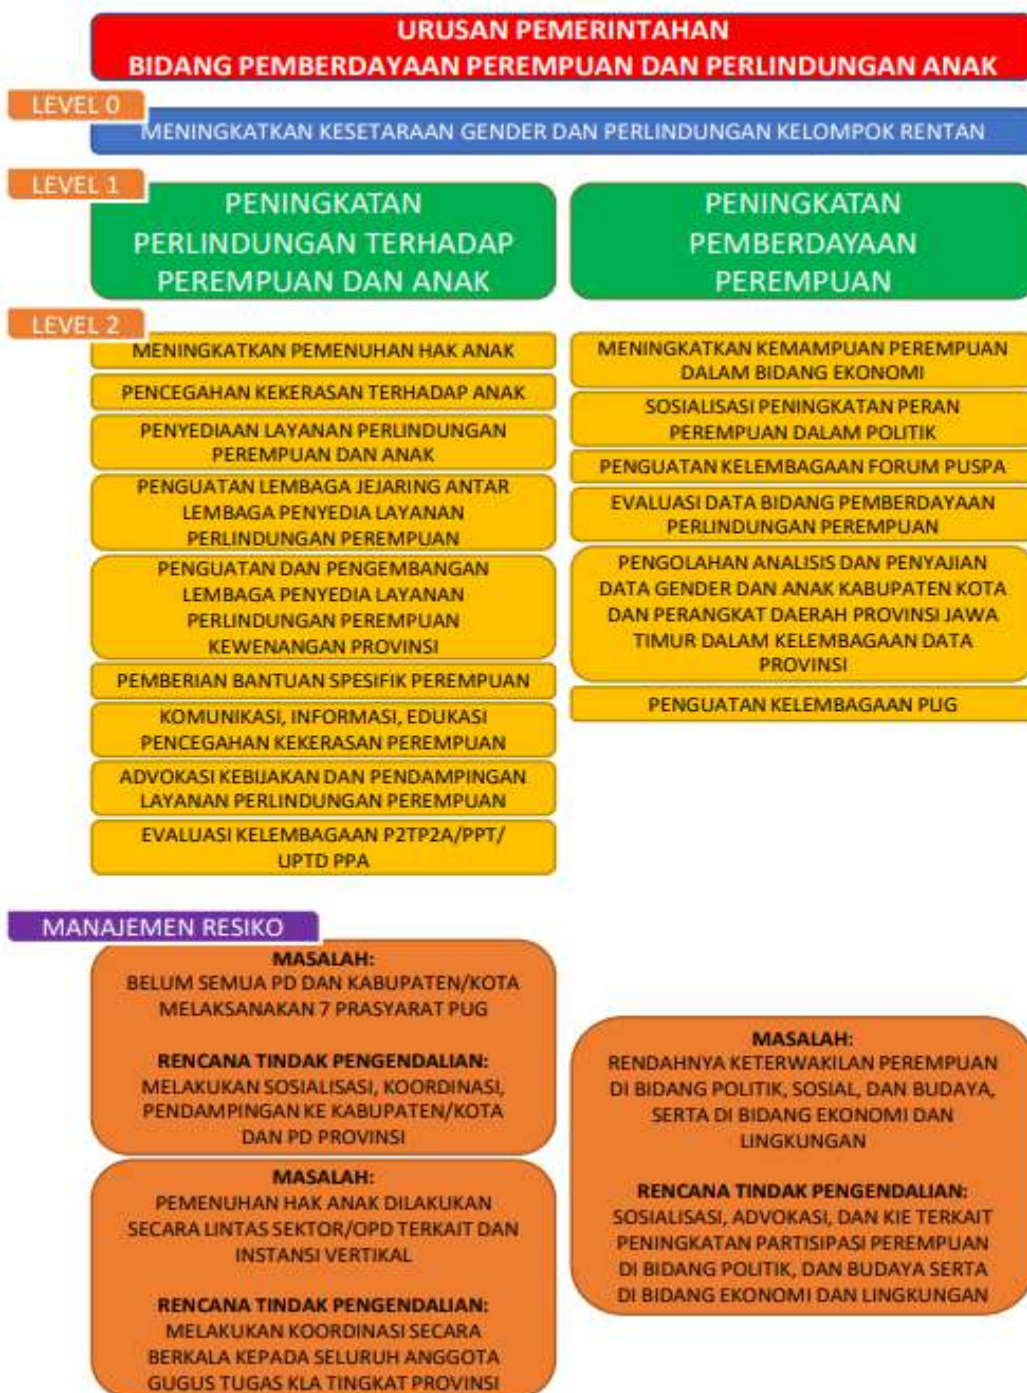 URUSAN PEMERINTAHAN
BIDANG PEMBERDAYAAN PEREMPUAN DAN PERLINDUNGAN ANAK
LEVEL 0
MENINGKATKAN KESETARAAN GENDER DAN PERLINDUNGAN KELOMPOK RENTAN
LEVEL 1
PENINGKATAN
PERLINDUNGAN TERHADAP
PEREMPUAN DAN ANAK
PENINGKATAN
PEMBERDAYAAN
PEREMPUAN
LEVEL 2
MENINGKATKAN PEMENUHAN HAK ANAK
PENCEGAHAN KEKERASAN TERHADAP ANAK
PENYEDIAAN LAYANAN PERLINDUNGAN
PEREMPUAN DAN ANAK
PENGUATAN LEMBAGA JEJARING ANTAR
LEMBAGA PENYEDIA LAYANAN
PERLINDUNGAN PEREMPUAN
PENGUATAN DAN PENGEMBANGAN
LEMBAGA PENYEDIA LAYANAN
PERLINDUNGAN PEREMPUAN
KEWENANGAN PROVINSI
PEMBERIAN BANTUAN SPESIFIK PEREMPUAN
KOMUNIKASI, INFORMASI, EDUKASI
PENCEGAHAN KEKERASAN PEREMPUAN
ADVOKASI KEBIJAKAN DAN PENDAMPINGAN
LAYANAN PERLINDUNGAN PEREMPUAN
EVALUASI KELEMBAGAAN P2TP2A/PPT/
UPTD PPA
MENINGKATKAN KEMAMPUAN PEREMPUAN
DALAM BIDANG EKONOMI
SOSIALISASI PENINGKATAN PERAN
PEREMPUAN DALAM POLITIK
PENGUATAN KELEMBAGAAN FORUM PUSPA
EVALUASI DATA BIDANG PEMBERDAYAAN
PERLINDUNGAN PEREMPUAN
PENGOLAHAN ANALISIS DAN PENYAJIAN
DATA GENDER DAN ANAK KABUPATEN KOTA
DAN PERANGKAT DAERAH PROVINSI JAWA
TIMUR DALAM KELEMBAGAAN DATA
PROVINSI
PENGUATAN KELEMBAGAAN PUG
MANAJEMEN RESIKO
MASALAH:
BELUM SEMUA PD DAN KABUPATEN/KOTA
MELAKSANAKAN 7 PRASYARAT PUG
RENCANA TINDAK PENGENDALIAN:
MELAKUKAN SOSIALISASI, KOORDINASI,
PENDAMPINGAN KE KABUPATEN/KOTA
DAN PD PROVINSI
MASALAH:
PEMENUHAN HAK ANAK DILAKUKAN
SECARA LINTAS SEKTOR/OPD TERKAIT DAN
INSTANSI VERTIKAL
RENCANA TINDAK PENGENDALIAN:
MELAKUKAN KOORDINASI SECARA
BERKALA KEPADA SELURUH ANGGOTA
GUGUS TUGAS KLA TINGKAT PROVINSI
MASALAH:
RENDAHNYA KETERWAKILAN PEREMPUAN
DI BIDANG POLITIK, SOSIAL, DAN BUDAYA,
SERTA DI BIDANG EKONOMI DAN
LINGKUNGAN
RENCANA TINDAK PENGENDALIAN:
SOSIALISASI, ADVOKASI, DAN KIE TERKAIT
PENINGKATAN PARTISIPASI PEREMPUAN
DI BIDANG POLITIK, DAN BUDAYA SERTA
DI BIDANG EKONOMI DAN LINGKUNGAN